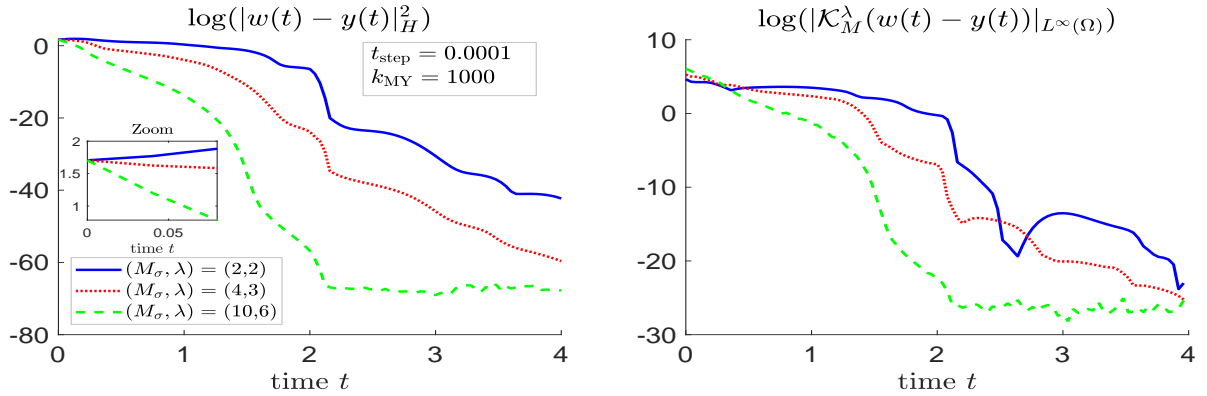 log(|w(t) − y(t)|²_H)
0
-20
-40
-60
-80
0 1 2 3 4
time t
t_step = 0.0001
k_MY = 1000
Zoom
2
1.5
1
0 0.05
time t
(M_σ, λ) = (2,2)
(M_σ, λ) = (4,3)
(M_σ, λ) = (10,6)
log(|𝒦_M^λ(w(t) − y(t))|_{L^∞(Ω)})
10
0
-10
-20
-30
0 1 2 3 4
time t